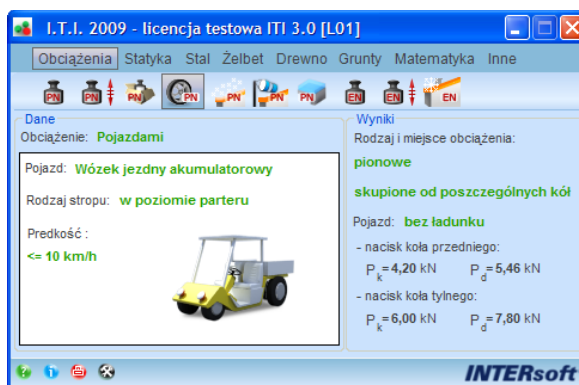 I.T.I. 2009 - licencja testowa ITI 3.0 [L01]
Obciążenia Statyka Stal Żelbet Drewno Grunty Matematyka Inne
PN PN PN PN PN PN PN EN EN EN
Dane
Obciążenie: Pojazdami
Pojazd: Wózek jezdny akumulatorowy
Rodzaj stropu: w poziomie parteru
Predkość :
<= 10 km/h
Wyniki
Rodzaj i miejsce obciążenia:
pionowe
skupione od poszczególnych kół
Pojazd: bez ładunku
- nacisk koła przedniego:
Pk=4,20 kN Pd=5,46 kN
- nacisk koła tylnego:
Pk=6,00 kN Pd=7,80 kN
INTERsoft